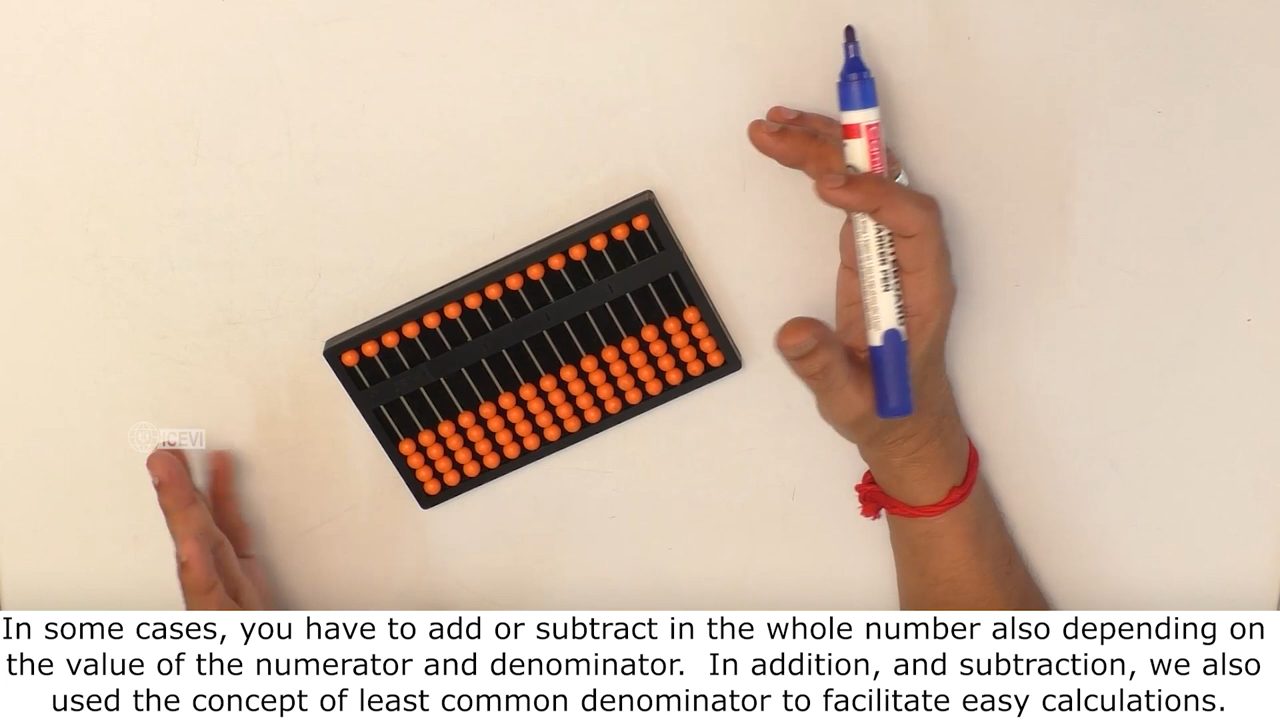 ICEVI
In some cases, you have to add or subtract in the whole number also depending on
the value of the numerator and denominator.  In addition, and subtraction, we also
used the concept of least common denominator to facilitate easy calculations.